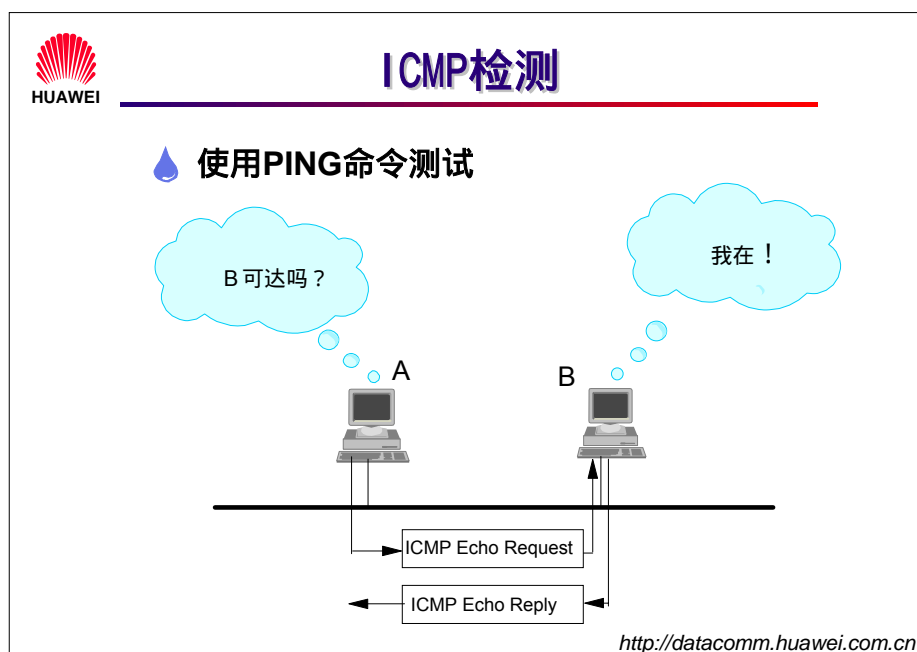 ICMP检测
HUAWEI
使用PING命令测试
B可达吗？
我在！
A
B
ICMP Echo Request
ICMP Echo Reply
http://datacomm.huawei.com.cn